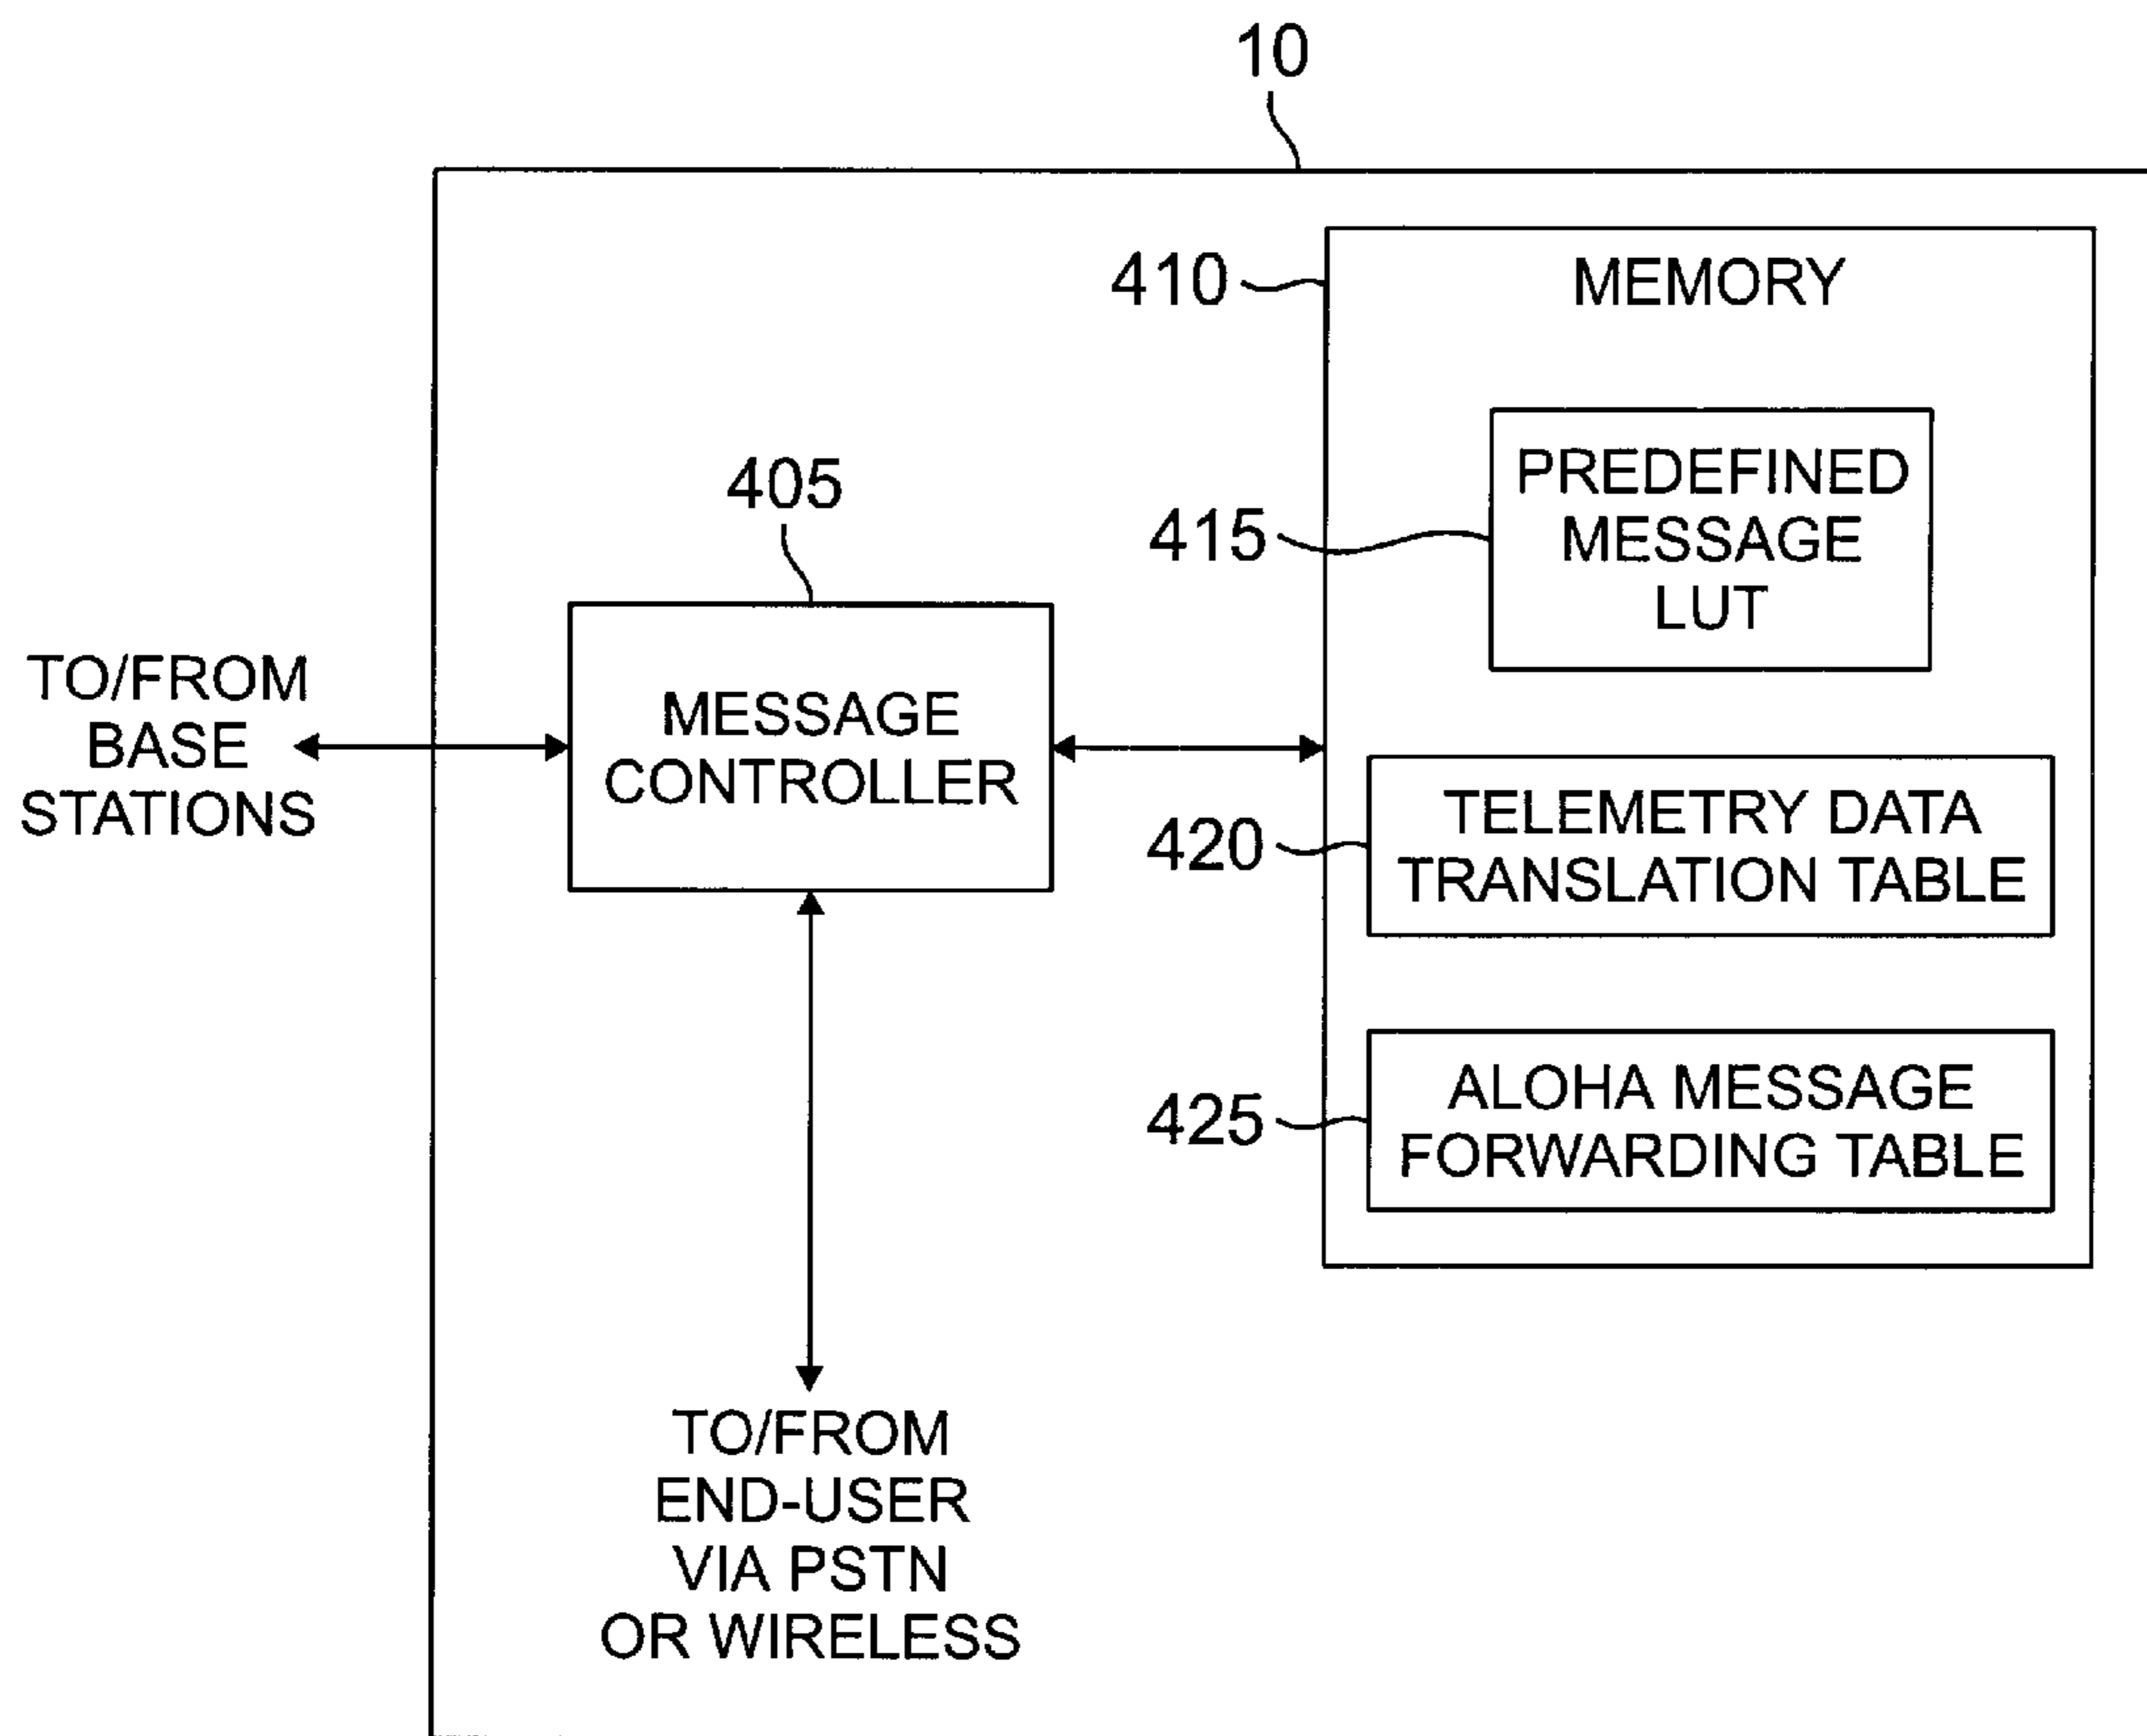 10
410
MEMORY
405
415
PREDEFINED
MESSAGE
LUT
TO/FROM
BASE
STATIONS
MESSAGE
CONTROLLER
420
TELEMETRY DATA
TRANSLATION TABLE
425
ALOHA MESSAGE
FORWARDING TABLE
TO/FROM
END-USER
VIA PSTN
OR WIRELESS